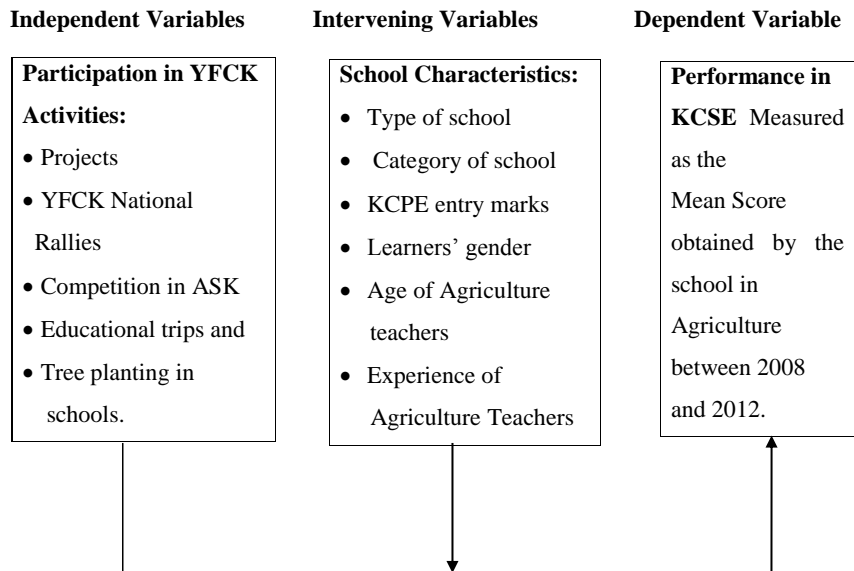 Independent Variables
Intervening Variables
Dependent Variable
Participation in YFCK
Activities:
• Projects
• YFCK National
Rallies
• Competition in ASK
• Educational trips and
• Tree planting in
schools.
School Characteristics:
• Type of school
• Category of school
• KCPE entry marks
• Learners’ gender
• Age of Agriculture
teachers
• Experience of
Agriculture Teachers
Performance in
KCSE Measured
as the
Mean Score
obtained by the
school in
Agriculture
between 2008
and 2012.